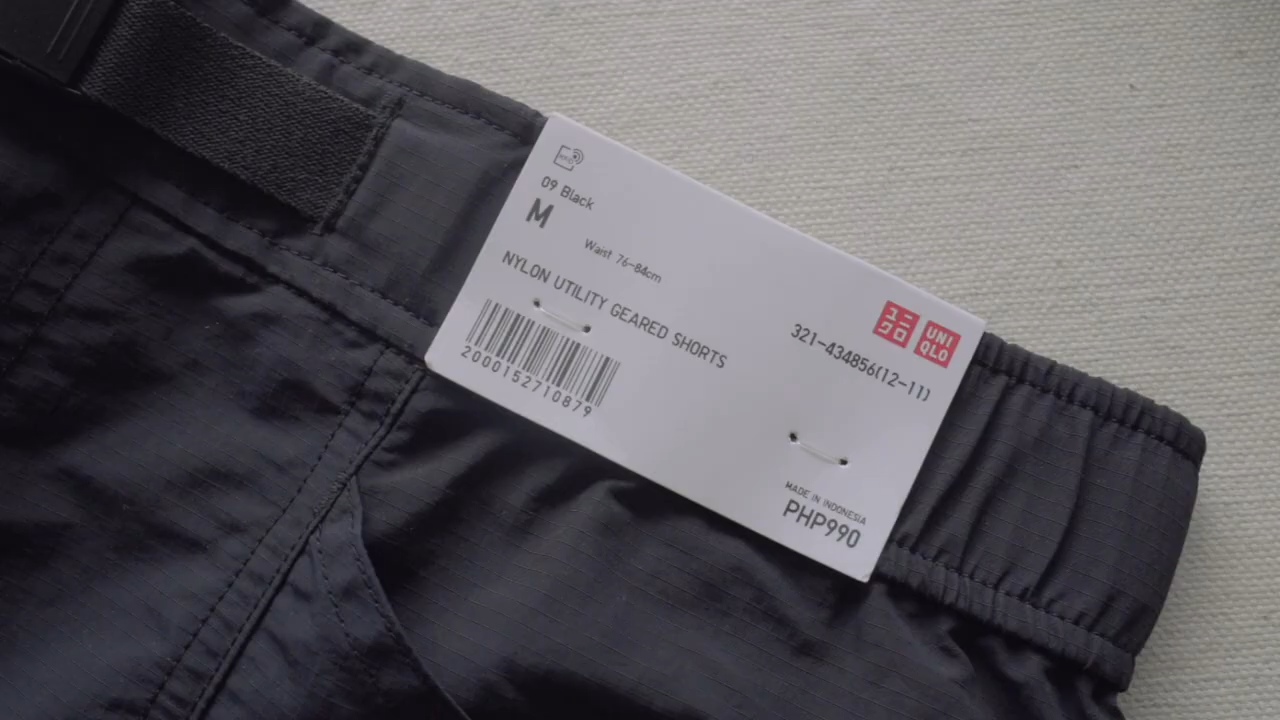 RFID
09 Black
M
Waist 76-84cm
NYLON UTILITY GEARED SHORTS
2000152710879
321-434856(12-11)
ユニ
クロ
UNI
QLO
MADE IN INDONESIA
PHP990